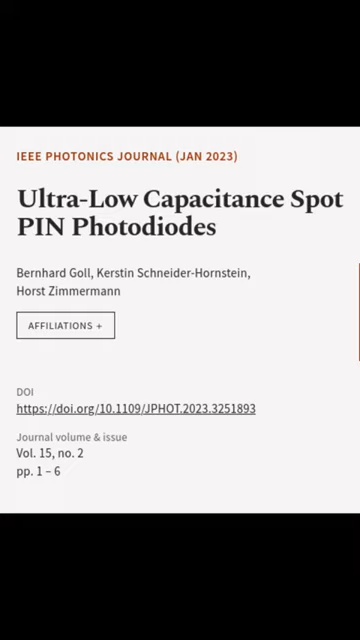 IEEE PHOTONICS JOURNAL (JAN 2023)
Ultra-Low Capacitance Spot
PIN Photodiodes
Bernhard Goll, Kerstin Schneider-Hornstein,
Horst Zimmermann
AFFILIATIONS +
DOI
https://doi.org/10.1109/JPHOT.2023.3251893
Journal volume & issue
Vol. 15, no. 2
pp. 1 – 6